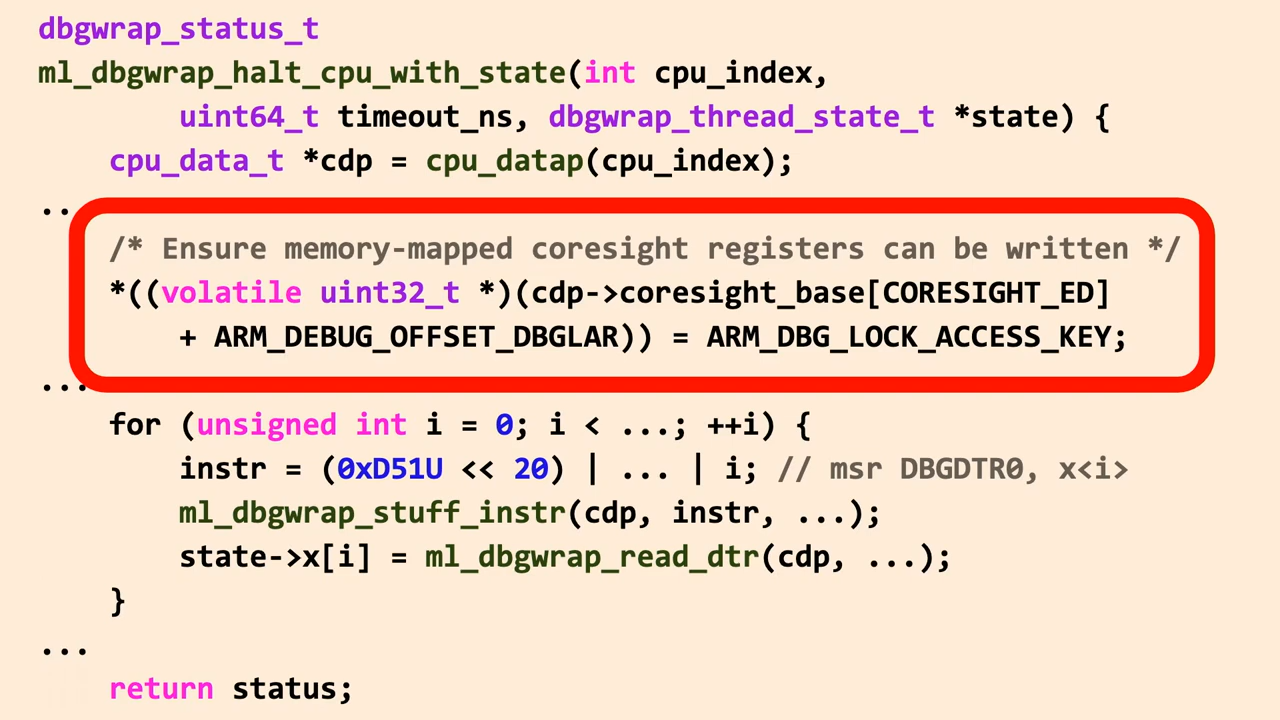 dbgwrap_status_t
ml_dbgwrap_halt_cpu_with_state(int cpu_index,
uint64_t timeout_ns, dbgwrap_thread_state_t *state) {
cpu_data_t *cdp = cpu_datap(cpu_index);
...
/* Ensure memory-mapped coresight registers can be written */
*((volatile uint32_t *)(cdp->coresight_base[CORESIGHT_ED]
+ ARM_DEBUG_OFFSET_DBGLAR)) = ARM_DBG_LOCK_ACCESS_KEY;
...
for (unsigned int i = 0; i < ...; ++i) {
instr = (0xD51U << 20) | ... | i; // msr DBGDTR0, x<i>
ml_dbgwrap_stuff_instr(cdp, instr, ...);
state->x[i] = ml_dbgwrap_read_dtr(cdp, ...);
}
...
return status;